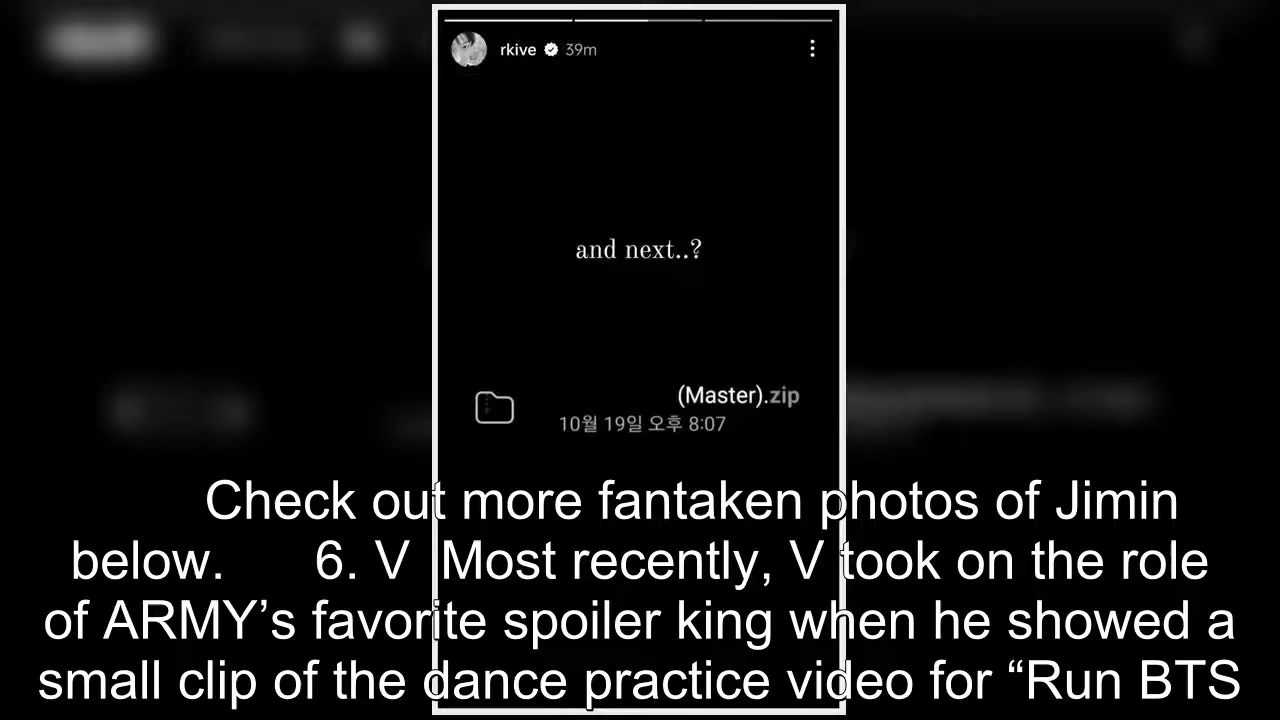 rkive 39m
and next..?
(Master).zip
10월 19일 오후 8:07
Check out more fantaken photos of Jimin
below. 6. V Most recently, V took on the role
of ARMY’s favorite spoiler king when he showed a
small clip of the dance practice video for “Run BTS